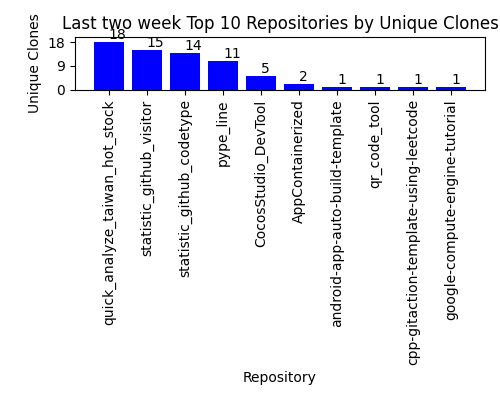 Last two week Top 10 Repositories by Unique Clones
Unique Clones
18
9
0
18
15
14
11
5
2
1
1
1
1
quick_analyze_taiwan_hot_stock
statistic_github_visitor
statistic_github_codetype
pype_line
CocosStudio_DevTool
AppContainerized
android-app-auto-build-template
qr_code_tool
cpp-gitaction-template-using-leetcode
google-compute-engine-tutorial
Repository